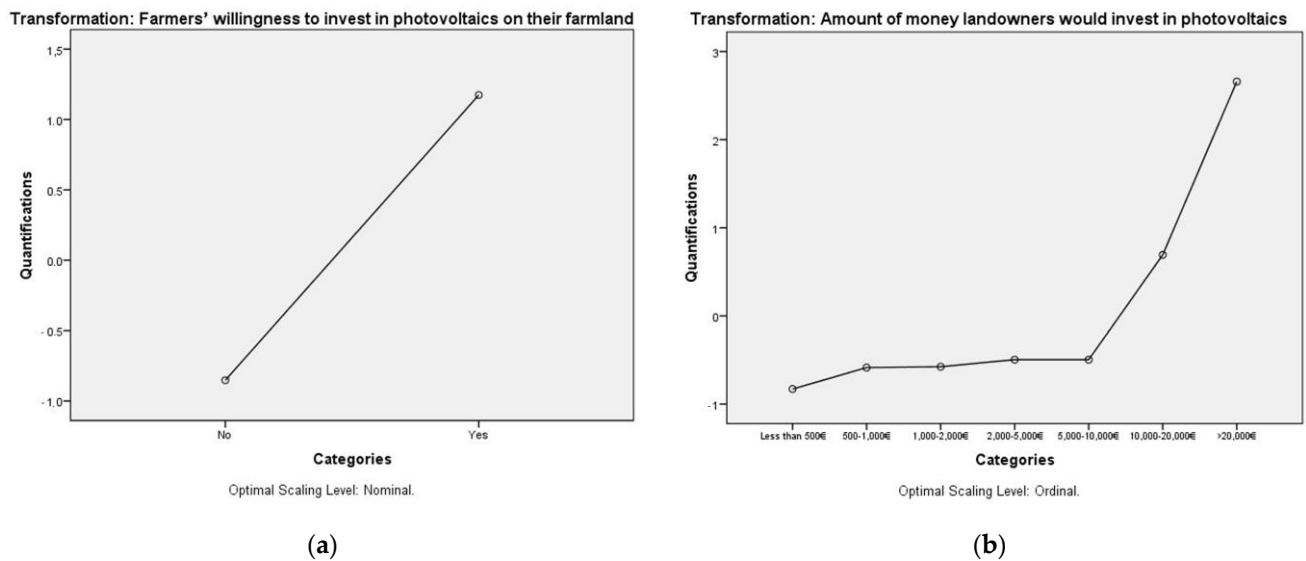 Transformation: Farmers’ willingness to invest in photovoltaics on their farmland
1,5
1.0
0.5
0.0
- 0.5
- 1.0
Quantifications
No
Yes
Categories
Optimal Scaling Level: Nominal.
(a)
Transformation: Amount of money landowners would invest in photovoltaics
3
2
1
0
-1
Quantifications
Less than 500€
500-1,000€
1,000-2,000€
2,000-5,000€
5,000-10,000€
10,000-20,000€
>20,000€
Categories
Optimal Scaling Level: Ordinal.
(b)